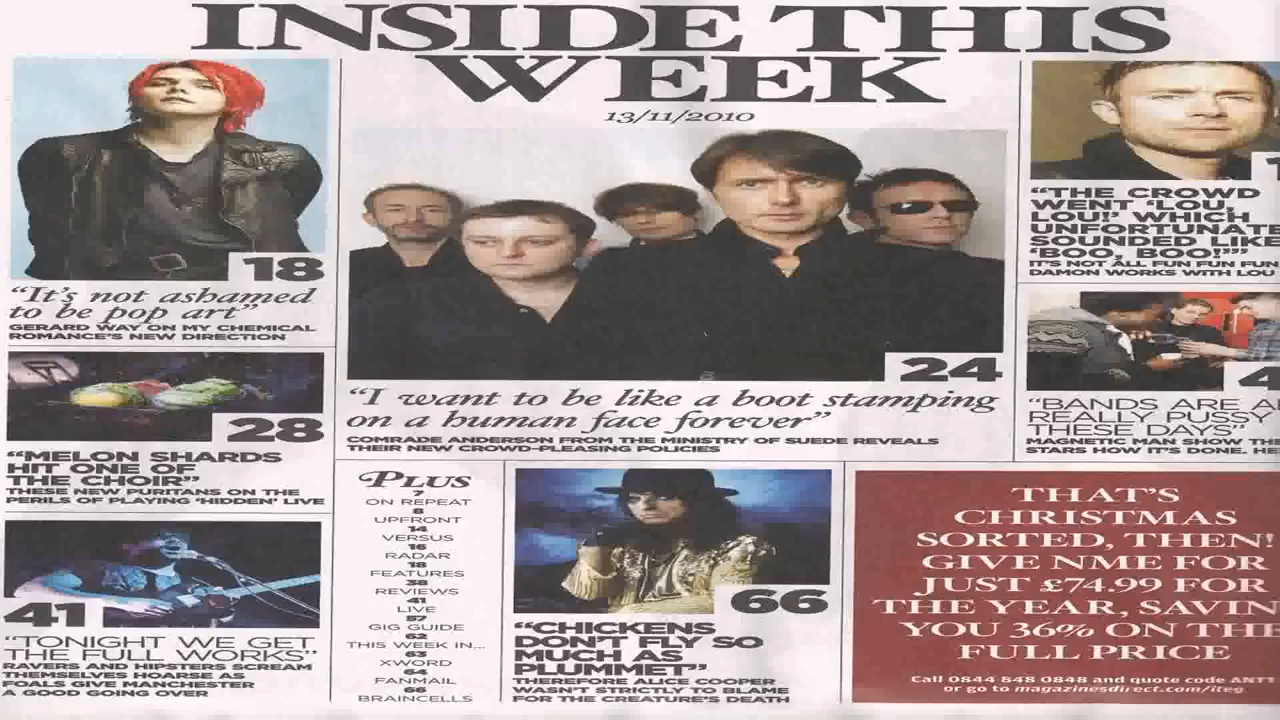 INSIDE THIS
WEEK
13/11/2010
18
"It's not ashamed
to be pop art"
GERARD WAY ON MY CHEMICAL
ROMANCE'S NEW DIRECTION
28
"MELON SHARDS
HIT ONE OF
THE CHOIR"
THESE NEW PURITANS ON THE
PERILS OF PLAYING 'HIDDEN' LIVE
41
"TONIGHT WE GET
THE FULL WORKS"
RAVERS AND HIPSTERS SCREAM
THEMSELVES HOARSE AS
FOALS GIVE MANCHESTER
A GOOD GOING OVER
24
"I want to be like a boot stamping
on a human face forever"
COMRADE ANDERSON FROM THE MINISTRY OF SUEDE REVEALS
THEIR NEW CROWD-PLEASING POLICIES
PLUS
7
ON REPEAT
8
UPFRONT
14
VERSUS
16
RADAR
18
FEATURES
38
REVIEWS
41
LIVE
57
GIG GUIDE
62
THIS WEEK IN...
63
XWORD
64
FANMAIL
66
BRAINCELLS
66
"CHICKENS
DON'T FLY SO
MUCH AS
PLUMMET"
THEREFORE ALICE COOPER
WASN'T STRICTLY TO BLAME
FOR THE CREATURE'S DEATH
1
"THE CROWD
WENT 'LOU,
LOU!' WHICH
UNFORTUNATE
SOUNDED LIKE
'BOO, BOO!'"
IT'S NOT ALL FUN FUN FUN
DAMON WORKS WITH LOU
4
"BANDS ARE A
REALLY PUSSY
THESE DAYS"
MAGNETIC MAN SHOW THE
STARS HOW IT'S DONE. HE
THAT'S
CHRISTMAS
SORTED, THEN!
GIVE NME FOR
JUST £74.99 FOR
THE YEAR, SAVIN
YOU 36% ON THE
FULL PRICE
Call 0844 848 0848 and quote code ANT1
or go to magazinesdirect.com/iteg